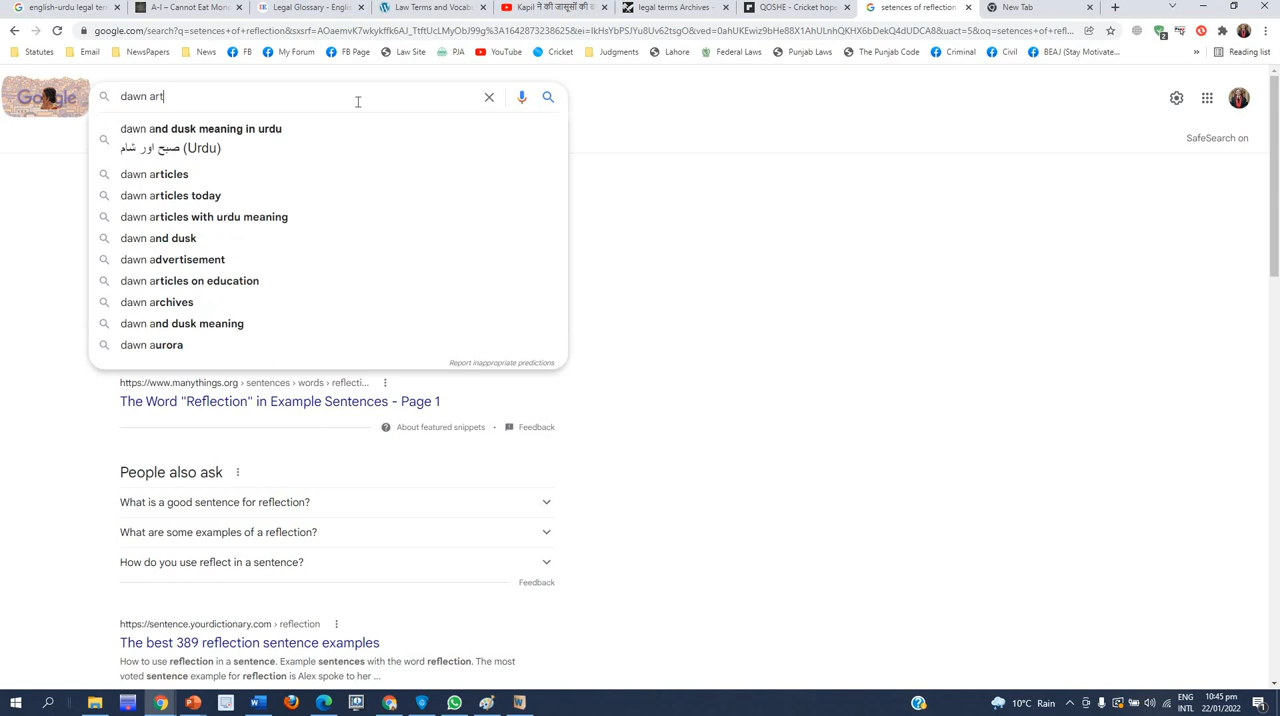 english-urdu legal term
A-I – Cannot Eat More
Legal Glossary - English
Law Terms and Vocabu
Kapil ने की जासूसों की
legal terms Archives -
QOSHE - Cricket hope
setences of reflection
New Tab
Statutes
Email
NewsPapers
News
FB
My Forum
FB Page
Law Site
PJA
YouTube
Cricket
Judgments
Lahore
Federal Laws
Punjab Laws
The Punjab Code
Criminal
Civil
BEAJ (Stay Motivate...
»
Reading list
Google
dawn art
SafeSearch on
dawn and dusk meaning in urdu
صبح اور شام (Urdu)
dawn articles
dawn articles today
dawn articles with urdu meaning
dawn and dusk
dawn advertisement
dawn articles on education
dawn archives
dawn and dusk meaning
dawn aurora
Report inappropriate predictions
https://www.manythings.org › sentences › words › reflecti...
The Word "Reflection" in Example Sentences - Page 1
About featured snippets • Feedback
People also ask
What is a good sentence for reflection?
What are some examples of a reflection?
How do you use reflect in a sentence?
Feedback
https://sentence.yourdictionary.com › reflection
The best 389 reflection sentence examples
How to use reflection in a sentence. Example sentences with the word reflection. The most
voted sentence example for reflection is Alex spoke to her ...
10°C Rain
ENG
INTL
10:45 pm
22/01/2022